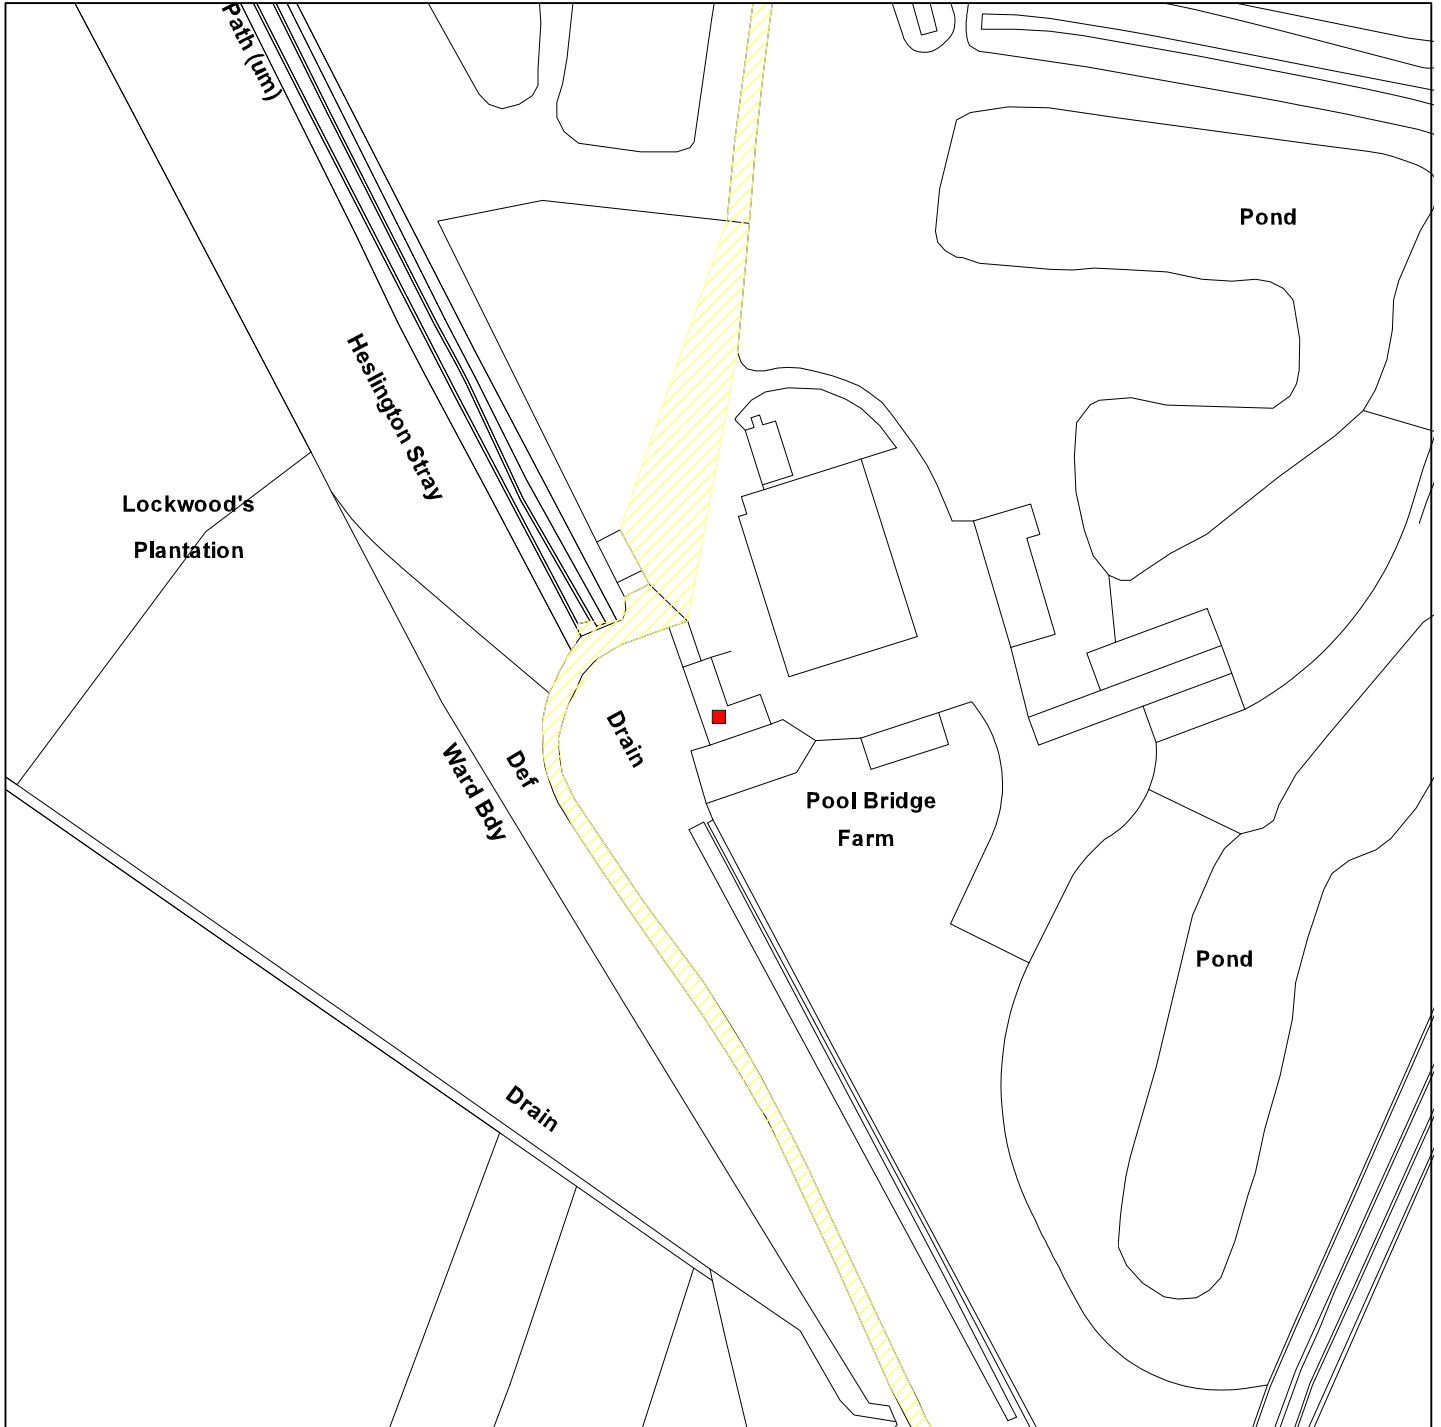 Path (um)
Pond
Heslington Stray
Lockwood's
Plantation
Drain
Def
Ward Bdy
Pool Bridge
Farm
Pond
Drain